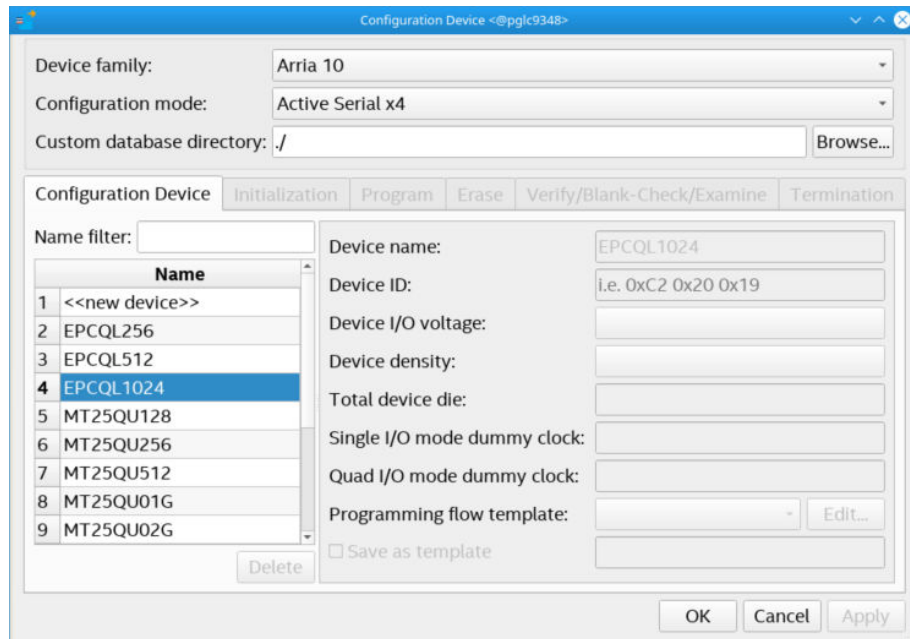 Configuration Device <@pglc9348>
Device family: Arria 10
Configuration mode: Active Serial x4
Custom database directory: ./ Browse...
Configuration Device Initialization Program Erase Verify/Blank-Check/Examine Termination
Name filter:
Name
1 <<new device>>
2 EPCQL256
3 EPCQL512
4 EPCQL1024
5 MT25QU128
6 MT25QU256
7 MT25QU512
8 MT25QU01G
9 MT25QU02G
Delete
Device name: EPCQL1024
Device ID: i.e. 0xC2 0x20 0x19
Device I/O voltage:
Device density:
Total device die:
Single I/O mode dummy clock:
Quad I/O mode dummy clock:
Programming flow template: Edit...
Save as template
OK Cancel Apply